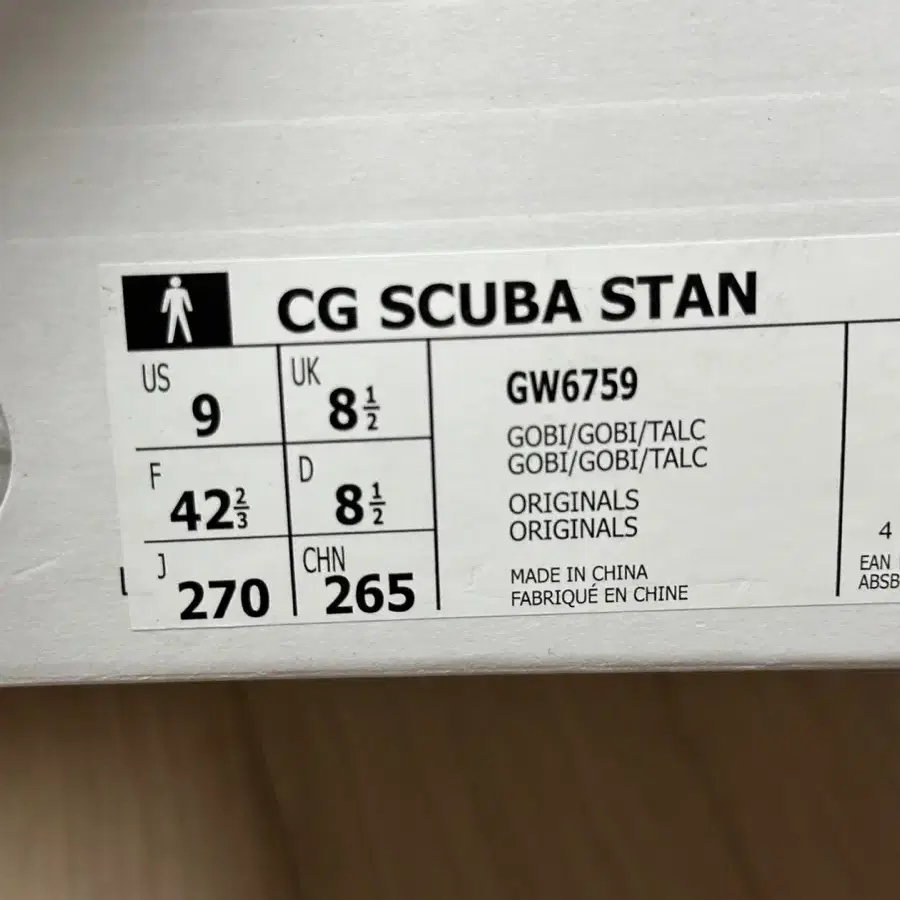 CG SCUBA STAN
US 9
UK 8 1/2
F 42 2/3
D 8 1/2
J 270
CHN 265
GW6759
GOBI/GOBI/TALC
GOBI/GOBI/TALC
ORIGINALS
ORIGINALS
MADE IN CHINA
FABRIQUÉ EN CHINE
4
EAN
ABSB